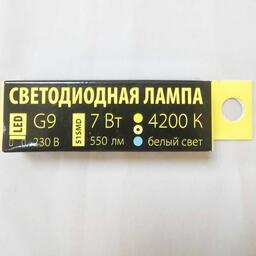 СВЕТОДИОДНАЯ ЛАМПА
LED G9 51SMD 7 Вт 4200 К
230 В 550 лм белый свет